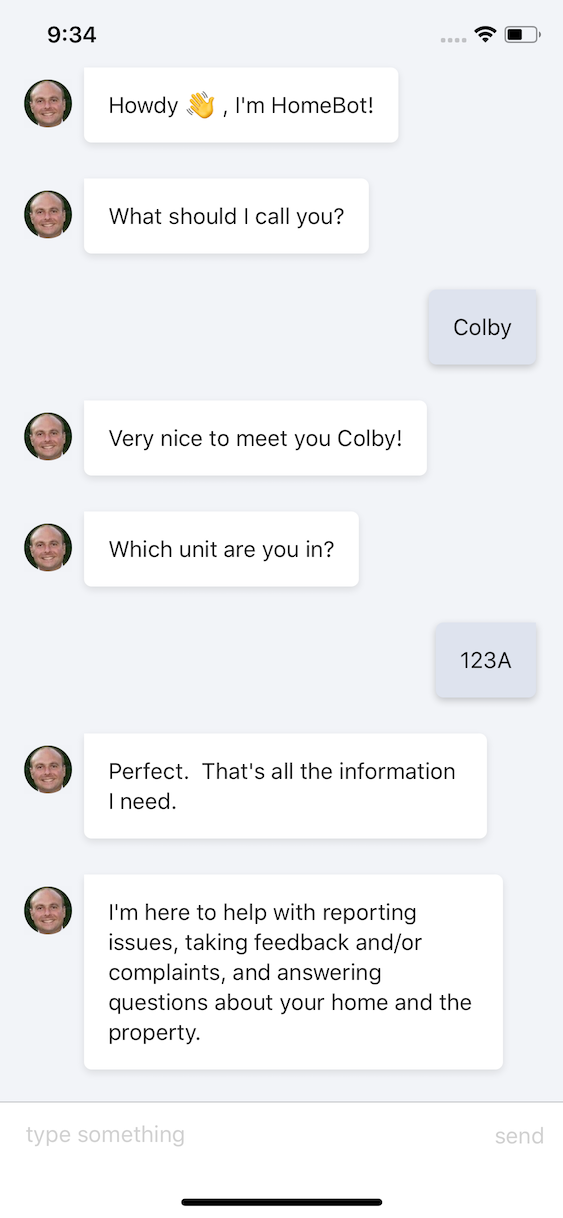 9:34
Howdy 👋 , I'm HomeBot!
What should I call you?
Colby
Very nice to meet you Colby!
Which unit are you in?
123A
Perfect.  That's all the information
I need.
I'm here to help with reporting
issues, taking feedback and/or
complaints, and answering
questions about your home and the
property.
type something
send